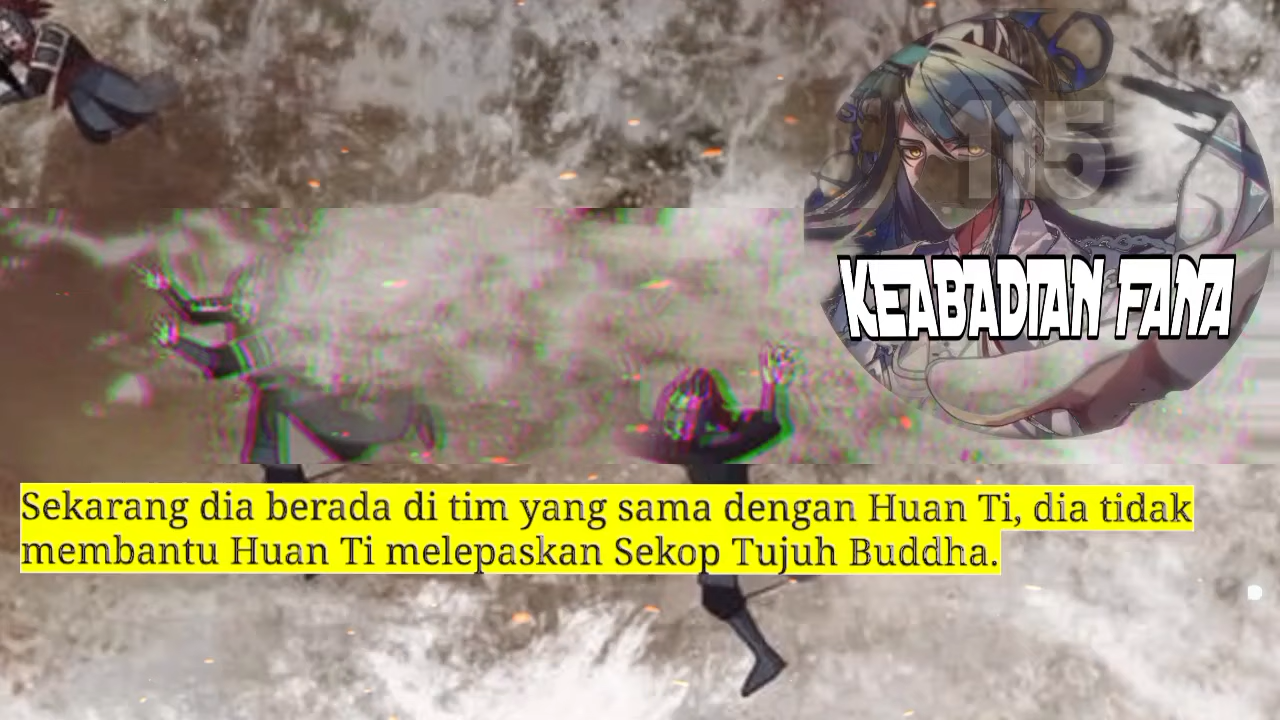 115
KEABADIAN FANA
Sekarang dia berada di tim yang sama dengan Huan Ti, dia tidak
membantu Huan Ti melepaskan Sekop Tujuh Buddha.